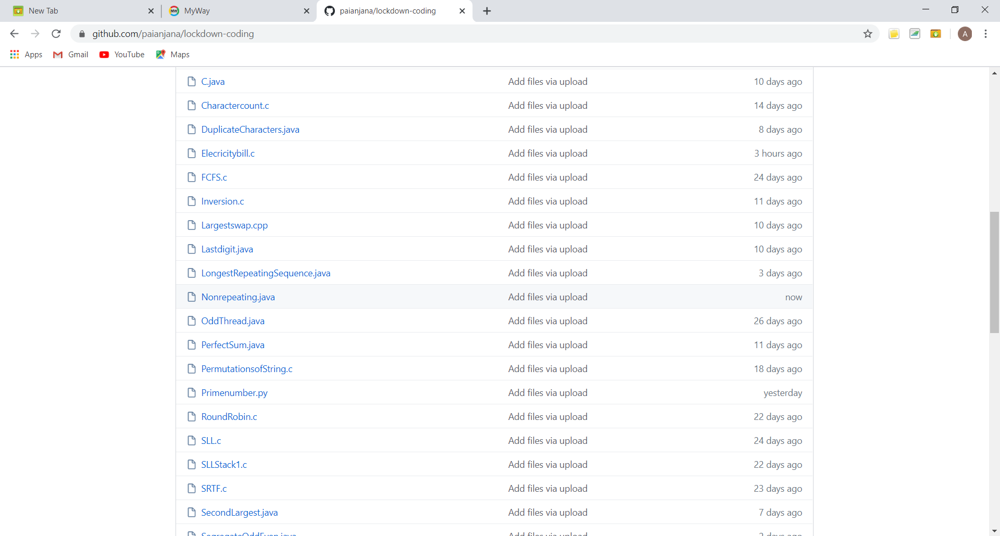 New Tab
MyWay
paianjana/lockdown-coding
github.com/paianjana/lockdown-coding
A
Apps
Gmail
YouTube
Maps
C.java Add files via upload 10 days ago
Charactercount.c Add files via upload 14 days ago
DuplicateCharacters.java Add files via upload 8 days ago
Elecricitybill.c Add files via upload 3 hours ago
FCFS.c Add files via upload 24 days ago
Inversion.c Add files via upload 11 days ago
Largestswap.cpp Add files via upload 10 days ago
Lastdigit.java Add files via upload 10 days ago
LongestRepeatingSequence.java Add files via upload 3 days ago
Nonrepeating.java Add files via upload now
OddThread.java Add files via upload 26 days ago
PerfectSum.java Add files via upload 11 days ago
PermutationsofString.c Add files via upload 18 days ago
Primenumber.py Add files via upload yesterday
RoundRobin.c Add files via upload 22 days ago
SLL.c Add files via upload 24 days ago
SLLStack1.c Add files via upload 22 days ago
SRTF.c Add files via upload 23 days ago
SecondLargest.java Add files via upload 7 days ago
SegregateOddEven.java Add files via upload 2 days ago